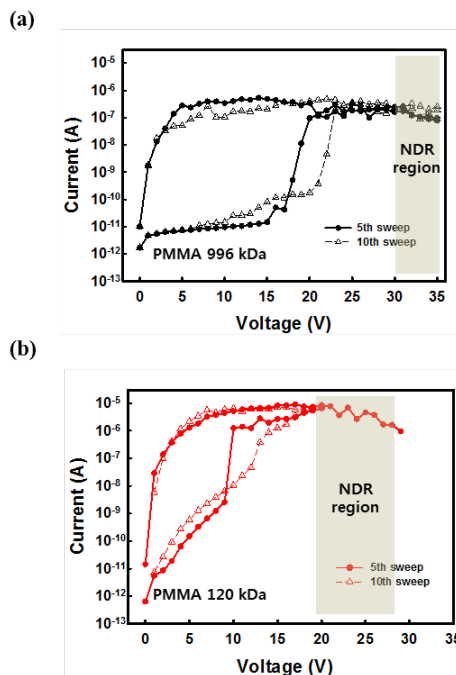 (a)
10⁻⁵
10⁻⁶
10⁻⁷
10⁻⁸
10⁻⁹
10⁻¹⁰
10⁻¹¹
10⁻¹²
Current (A)
NDR
region
5th sweep
10th sweep
PMMA 996 kDa
0 5 10 15 20 25 30 35
Voltage (V)
(b)
10⁻⁵
10⁻⁶
10⁻⁷
10⁻⁸
10⁻⁹
10⁻¹⁰
10⁻¹¹
10⁻¹²
10⁻¹³
Current (A)
NDR
region
5th sweep
10th sweep
PMMA 120 kDa
0 5 10 15 20 25 30 35
Voltage (V)